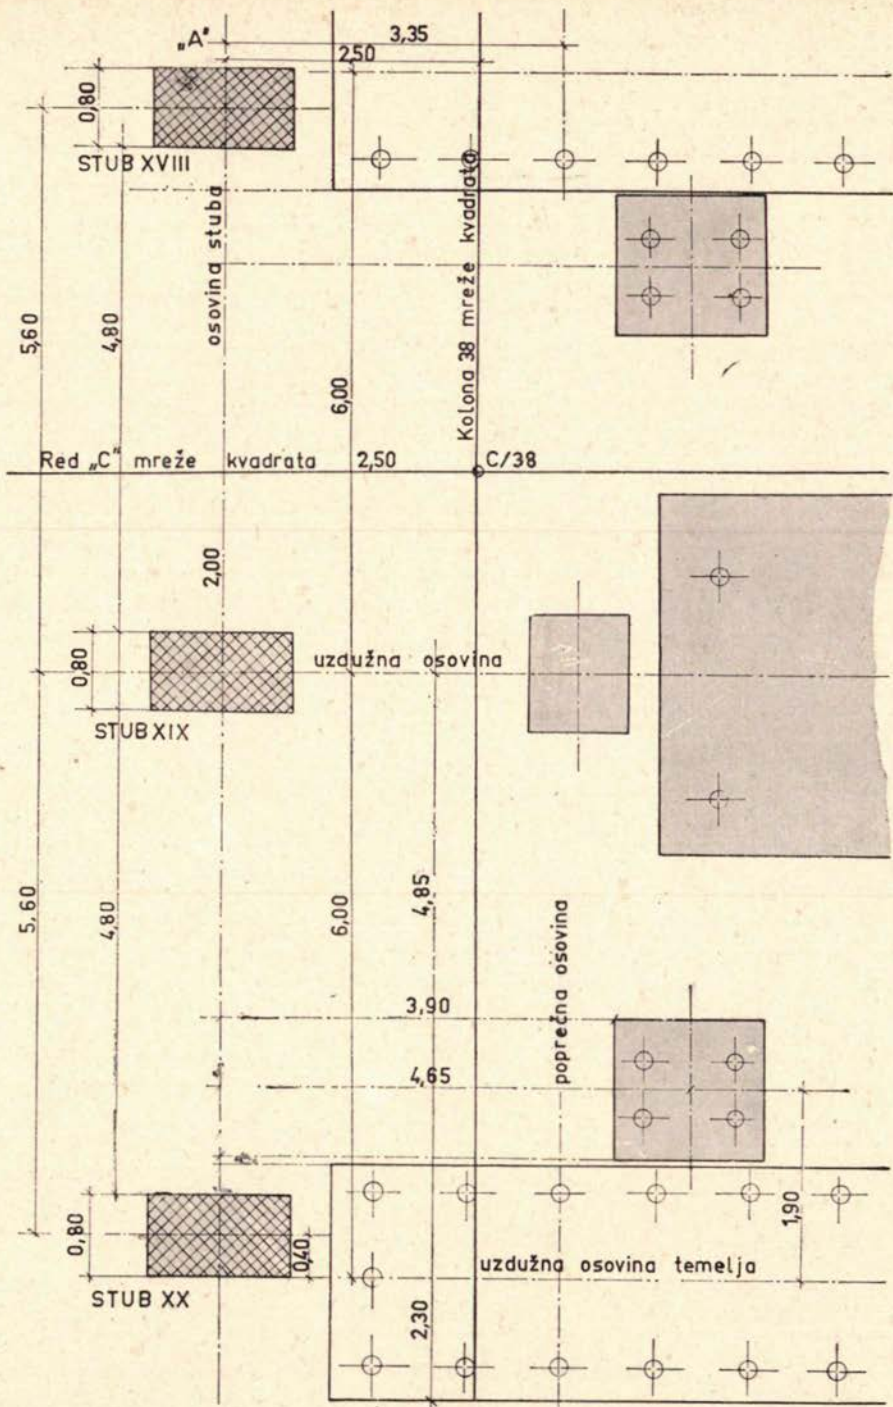 „A"
3,35
2,50
0,80
STUB XVIII
osovina stuba
Kolona 38 mreže kvadrata
5,60
4,80
6,00
Red „C" mreže kvadrata 2,50 C/38
2,00
0,80
uzdužna osovina
STUB XIX
5,60
4,80
6,00
4,85
poprečna osovina
3,90
4,65
1,90
0,80
0,40
uzdužna osovina temelja
STUB XX
2,30